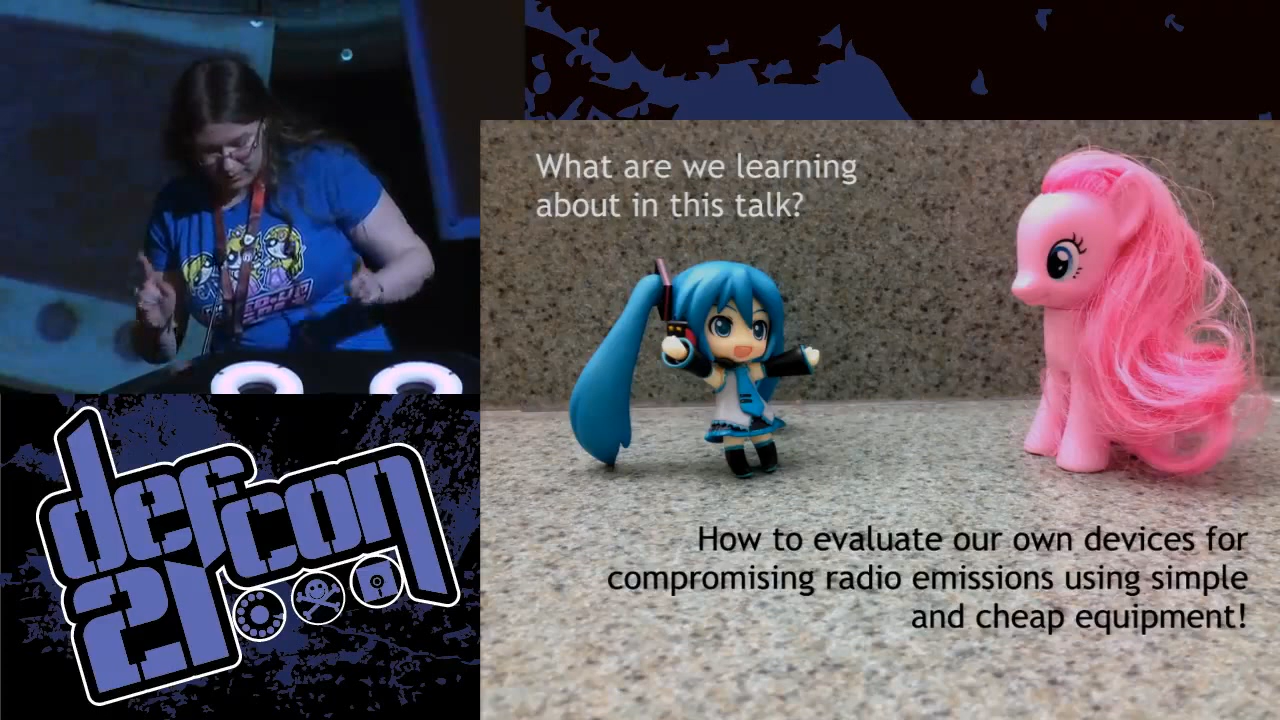 What are we learning
about in this talk?
How to evaluate our own devices for
compromising radio emissions using simple
and cheap equipment!
defcon
21